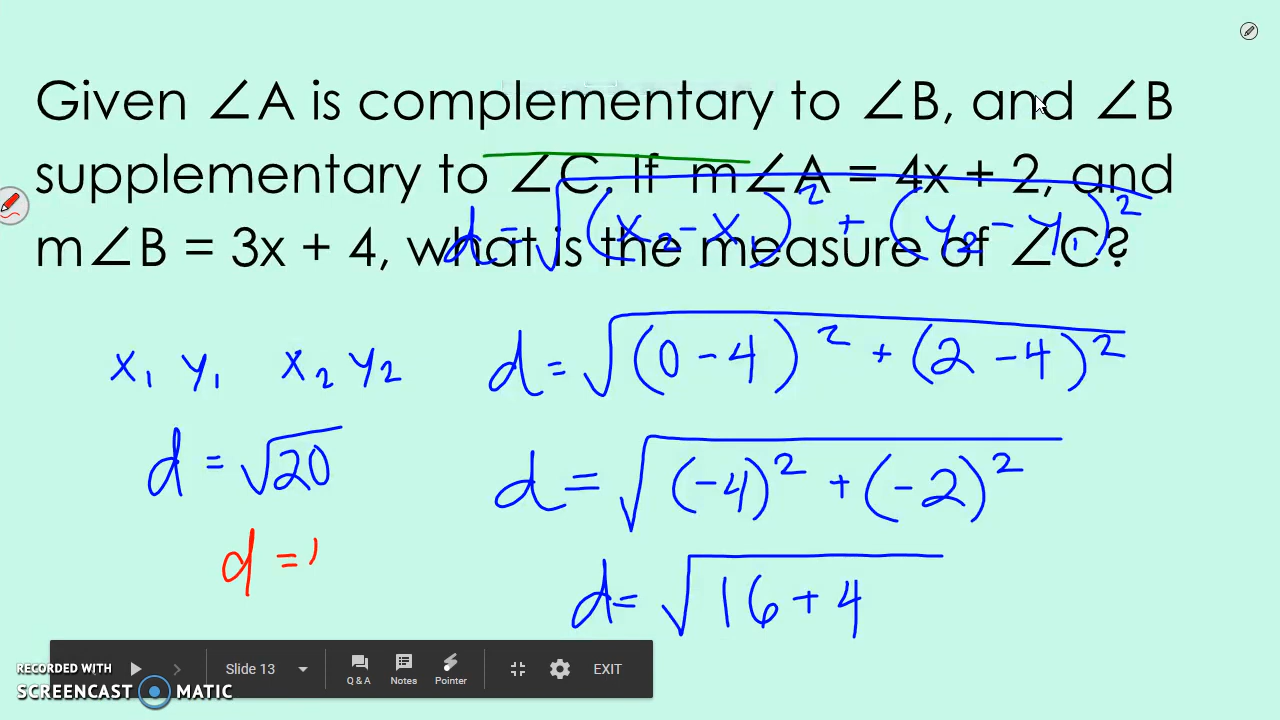 Given ∠A is complementary to ∠B, and ∠B
supplementary to ∠C. If m∠A = 4x + 2, and
m∠B = 3x + 4, what is the measure of ∠C?
d = √(x₂ - x₁)² + (y₂ - y₁)²
d = √(0 - 4)² + (2 - 4)²
x₁ y₁ x₂ y₂
d = √20
d = √(-4)² + (-2)²
d =
d = √16 + 4
Slide 13
Q & A
Notes
Pointer
EXIT
RECORDED WITH
SCREENCAST MATIC